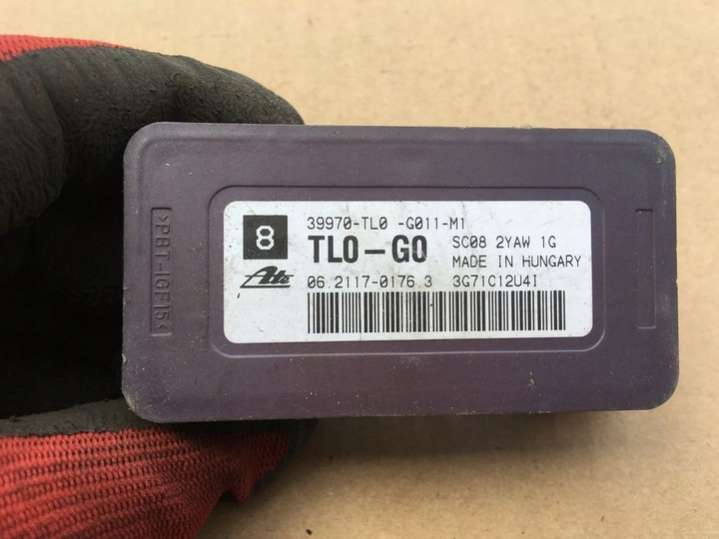 >PBT-IGF15<
8
39970-TL0 -G011-M1
TL0-G0
SC08 2YAW 1G
MADE IN HUNGARY
Ate
06.2117-0176.3
3G71C12U4I